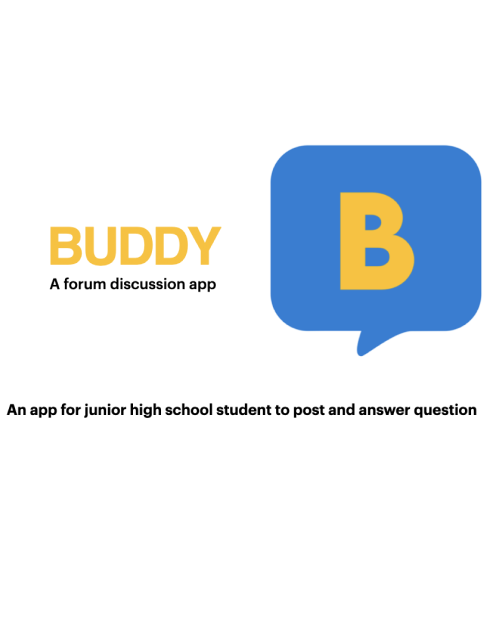 BUDDY
A forum discussion app
B
An app for junior high school student to post and answer question